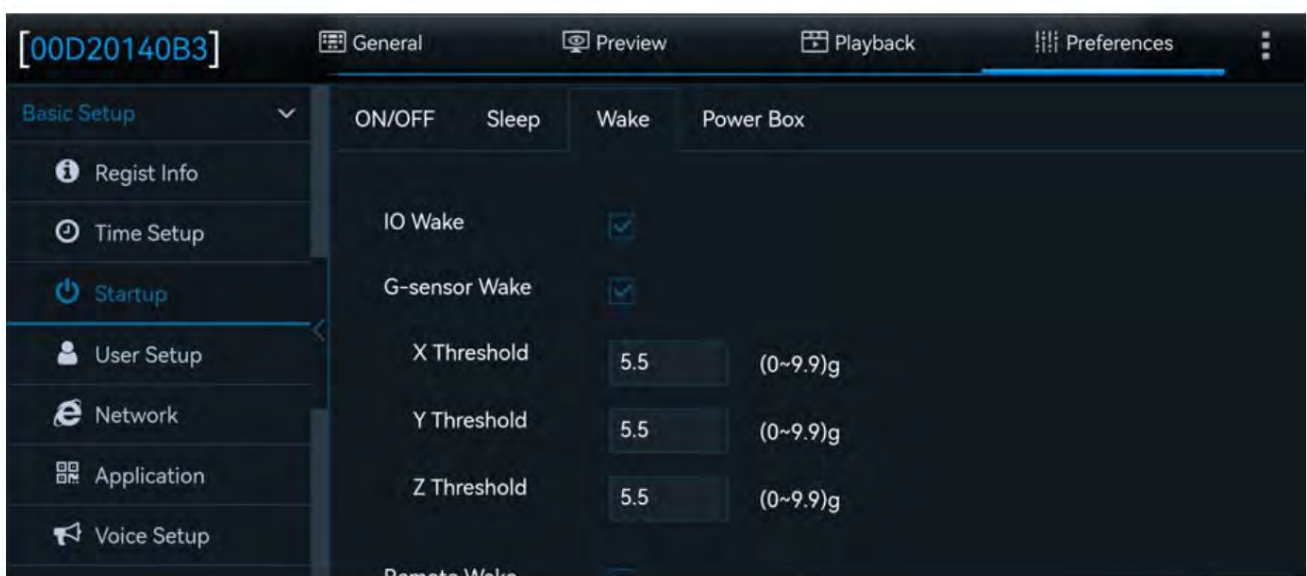 [00D20140B3]
General
Preview
Playback
Preferences
Basic Setup
Regist Info
Time Setup
Startup
User Setup
Network
Application
Voice Setup
ON/OFF Sleep Wake Power Box
IO Wake
G-sensor Wake
X Threshold 5.5 (0~9.9)g
Y Threshold 5.5 (0~9.9)g
Z Threshold 5.5 (0~9.9)g
Remote Wake